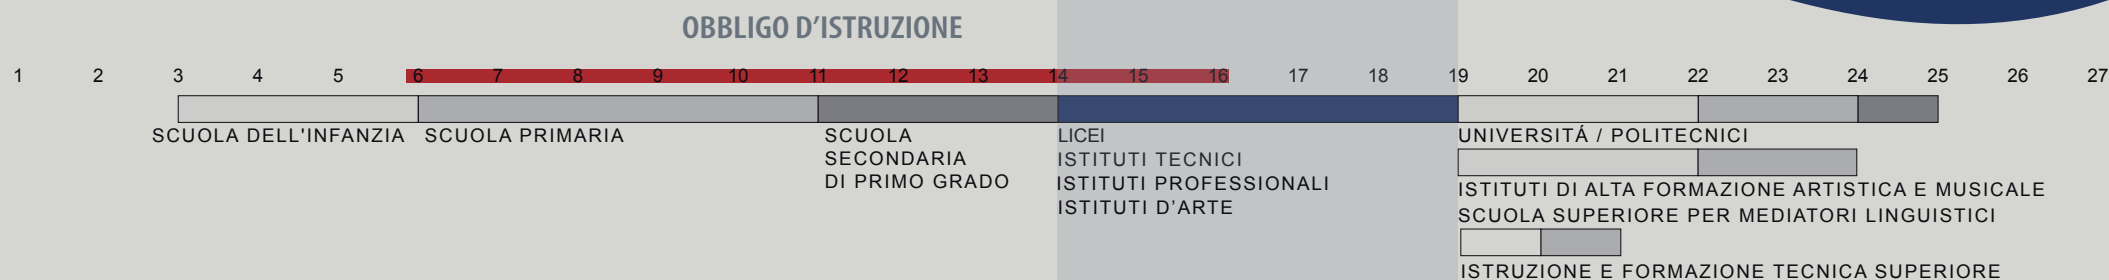 OBBLIGO D’ISTRUZIONE
1 2 3 4 5 6 7 8 9 10 11 12 13 14 15 16 17 18 19 20 21 22 23 24 25 26 27
SCUOLA DELL'INFANZIA
SCUOLA PRIMARIA
SCUOLA
SECONDARIA
DI PRIMO GRADO
LICEI
ISTITUTI TECNICI
ISTITUTI PROFESSIONALI
ISTITUTI D’ARTE
UNIVERSITÁ / POLITECNICI
ISTITUTI DI ALTA FORMAZIONE ARTISTICA E MUSICALE
SCUOLA SUPERIORE PER MEDIATORI LINGUISTICI
ISTRUZIONE E FORMAZIONE TECNICA SUPERIORE